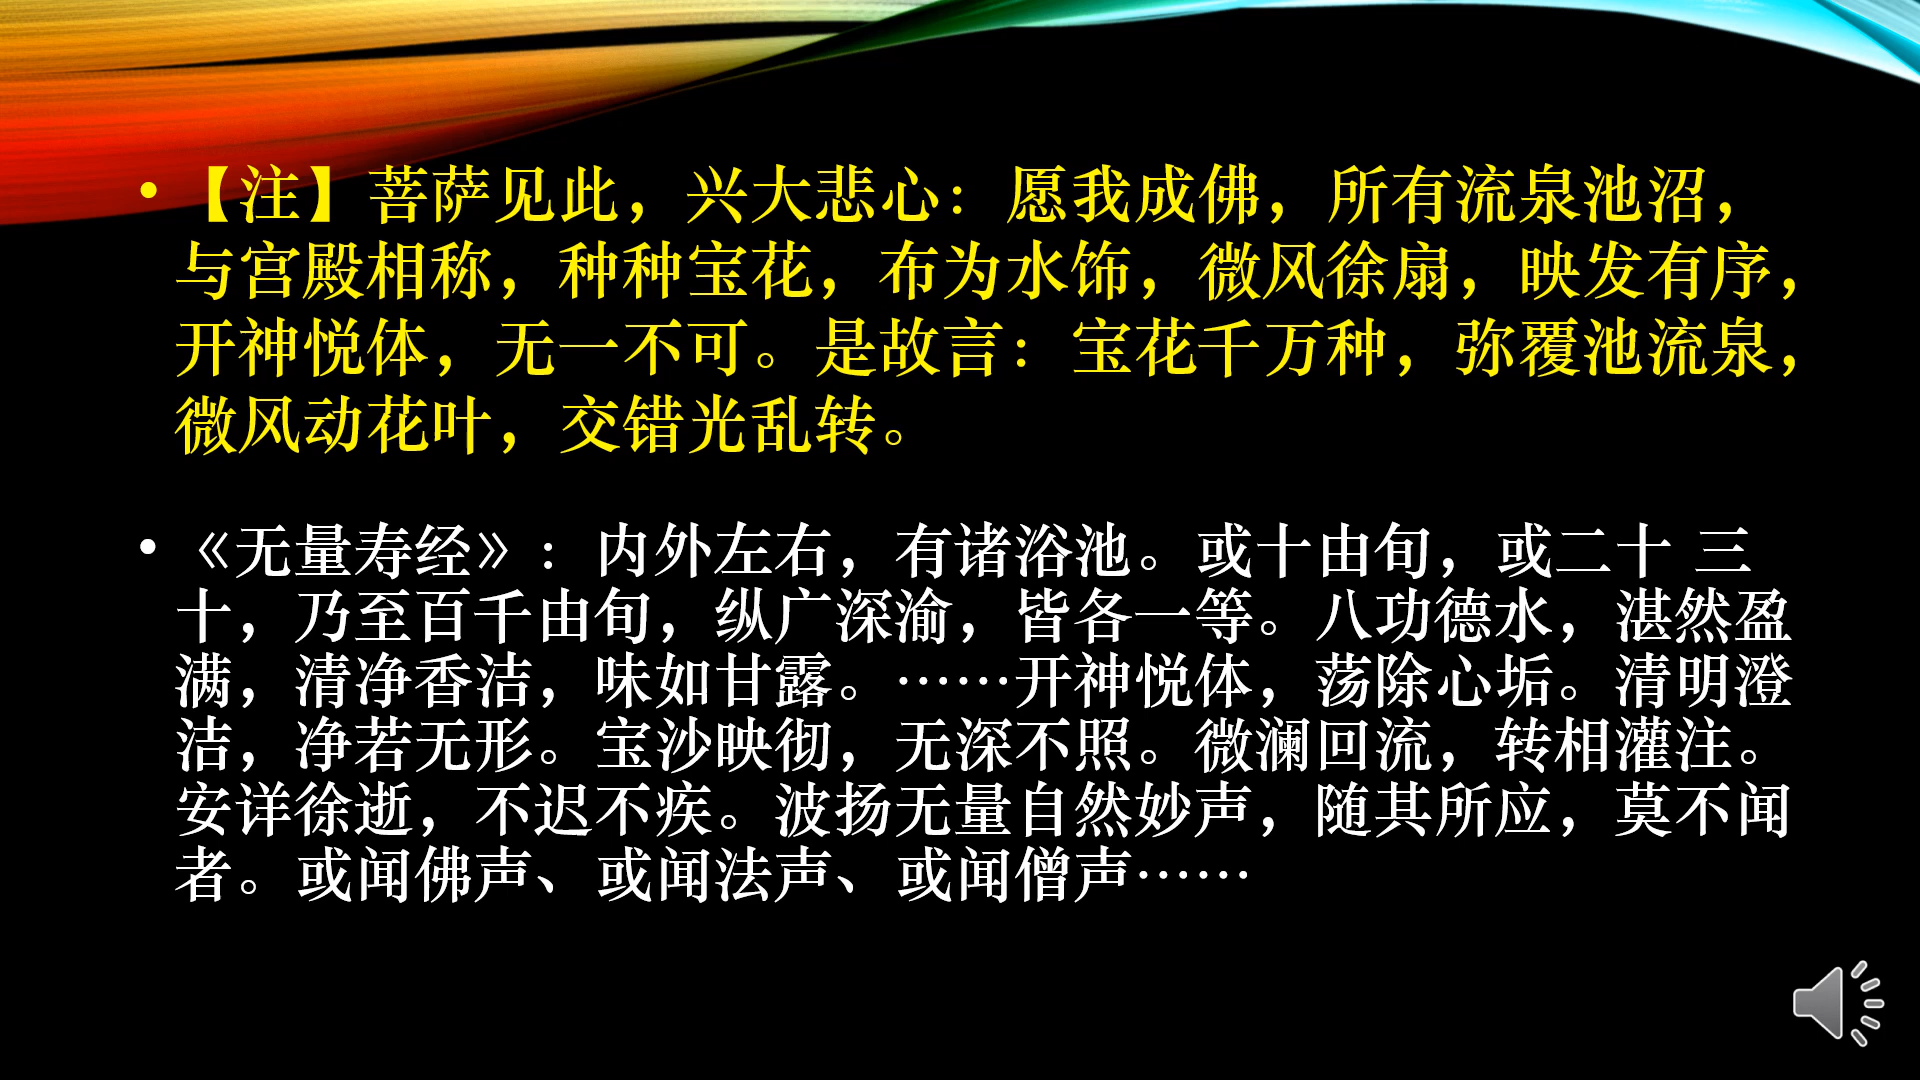 • 【注】菩萨见此，兴大悲心：愿我成佛，所有流泉池沼，
与宫殿相称，种种宝花，布为水饰，微风徐扇，映发有序，
开神悦体，无一不可。是故言：宝花千万种，弥覆池流泉，
微风动花叶，交错光乱转。
• 《无量寿经》：内外左右，有诸浴池。或十由旬，或二十 三
十，乃至百千由旬，纵广深渝，皆各一等。八功德水，湛然盈
满，清净香洁，味如甘露。……开神悦体，荡除心垢。清明澄
洁，净若无形。宝沙映彻，无深不照。微澜回流，转相灌注。
安详徐逝，不迟不疾。波扬无量自然妙声，随其所应，莫不闻
者。或闻佛声、或闻法声、或闻僧声……